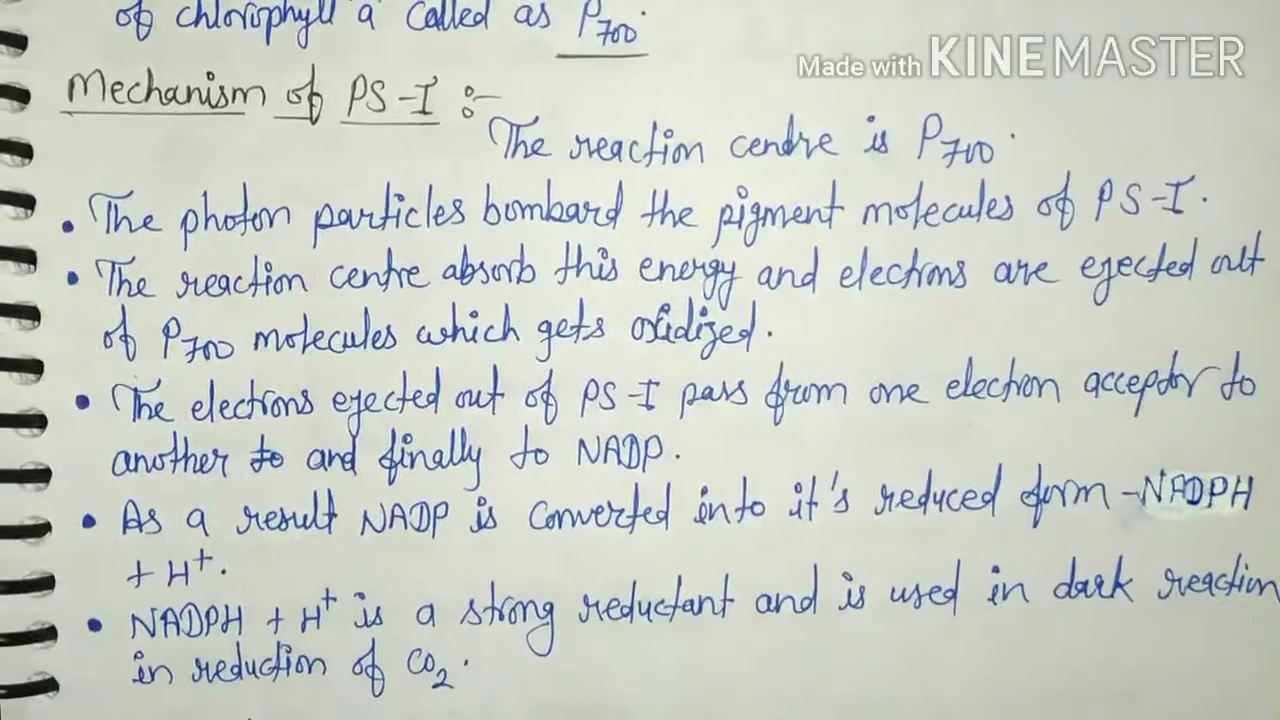 of chlorophyll a called as P700.
Made with KINEMASTER
Mechanism of PS-I :-
The reaction centre is P700.
• The photon particles bombard the pigment molecules of PS-I.
• The reaction centre absorb this energy and electrons are ejected out
of P700 molecules which gets oxidized.
• The electrons ejected out of PS-I pass from one electron acceptor to
another to and finally to NADP.
• As a result NADP is converted into it's reduced form - NADPH
+ H⁺.
• NADPH + H⁺ is a strong reductant and is used in dark reaction
in reduction of CO₂.